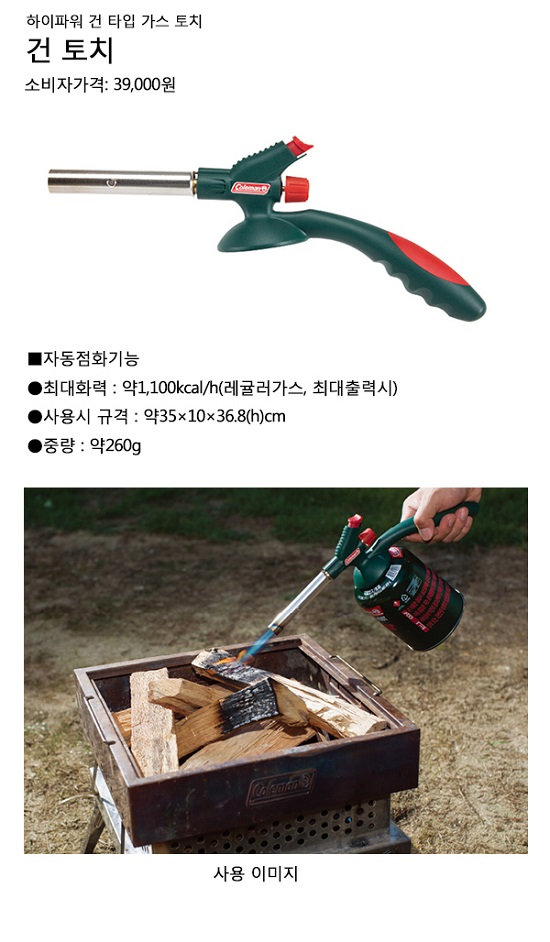 하이파워 건 타입 가스 토치
건 토치
소비자가격: 39,000원
Coleman
■자동점화기능
●최대화력 : 약1,100kcal/h(레귤러가스, 최대출력시)
●사용시 규격 : 약35×10×36.8(h)cm
●중량 : 약260g
Coleman
사용 이미지